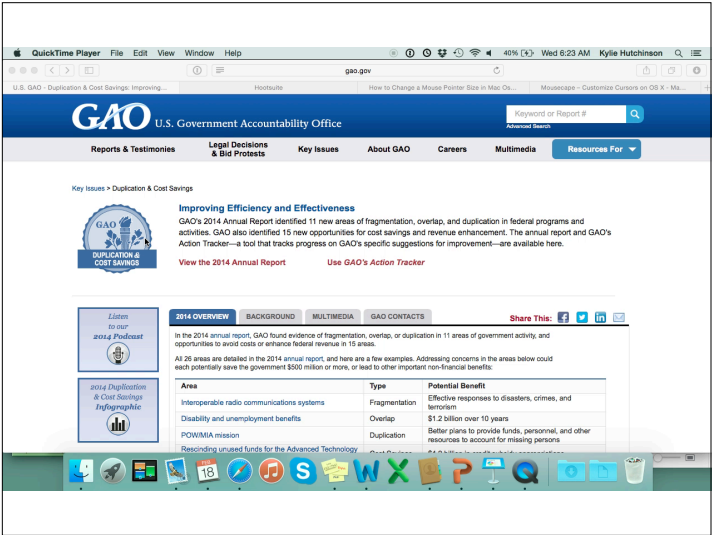 QuickTime Player File Edit View Window Help 40% Wed 6:23 AM Kylie Hutchinson
gao.gov
U.S. GAO - Duplication & Cost Savings: Improving... Hootsuite How to Change a Mouse Pointer Size in Mac Os... Mousecape – Customize Cursors on OS X - Ma...
GAO U.S. Government Accountability Office
Keyword or Report #
Advanced Search
Reports & Testimonies Legal Decisions & Bid Protests Key Issues About GAO Careers Multimedia Resources For
Key Issues > Duplication & Cost Savings
GAO
DUPLICATION &
COST SAVINGS
Improving Efficiency and Effectiveness
GAO's 2014 Annual Report identified 11 new areas of fragmentation, overlap, and duplication in federal programs and
activities. GAO also identified 15 new opportunities for cost savings and revenue enhancement. The annual report and GAO's
Action Tracker—a tool that tracks progress on GAO's specific suggestions for improvement—are available here.
View the 2014 Annual Report Use GAO's Action Tracker
Listen
to our
2014 Podcast
2014 Duplication
& Cost Savings
Infographic
2014 OVERVIEW BACKGROUND MULTIMEDIA GAO CONTACTS Share This:
In the 2014 annual report, GAO found evidence of fragmentation, overlap, or duplication in 11 areas of government activity, and
opportunities to avoid costs or enhance federal revenue in 15 areas.
All 26 areas are detailed in the 2014 annual report, and here are a few examples. Addressing concerns in the areas below could
each potentially save the government $500 million or more, or lead to other important non-financial benefits:
Area Type Potential Benefit
Interoperable radio communications systems Fragmentation Effective responses to disasters, crimes, and
terrorism
Disability and unemployment benefits Overlap $1.2 billion over 10 years
POW/MIA mission Duplication Better plans to provide funds, personnel, and other
resources to account for missing persons
Rescinding unused funds for the Advanced Technology
18